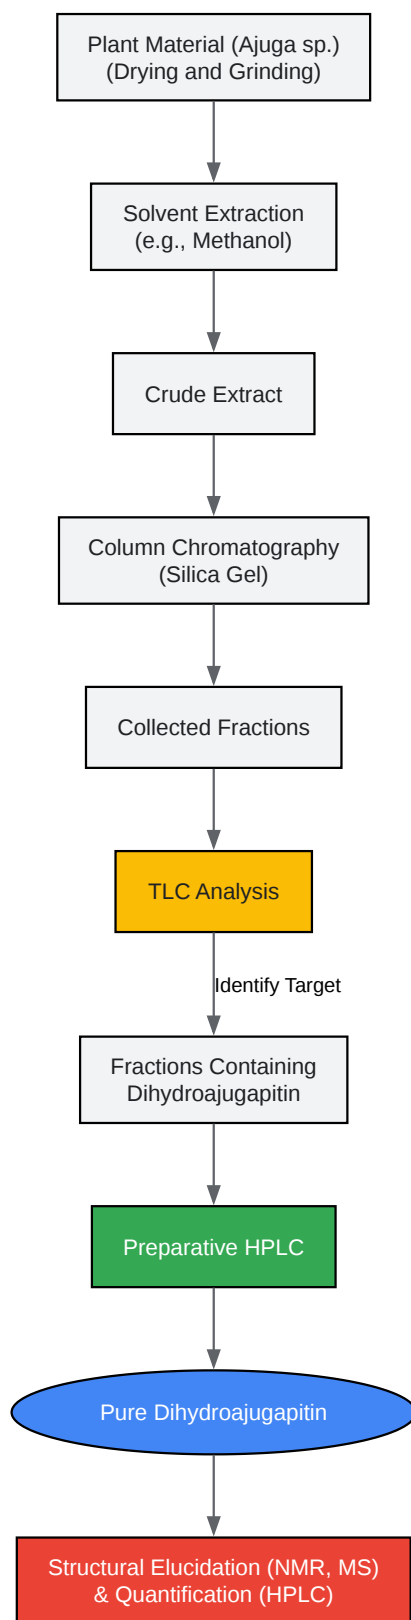 Plant Material (Ajuga sp.)
(Drying and Grinding)
Solvent Extraction
(e.g., Methanol)
Crude Extract
Column Chromatography
(Silica Gel)
Collected Fractions
TLC Analysis
Identify Target
Fractions Containing
Dihydroajugapitin
Preparative HPLC
Pure Dihydroajugapitin
Structural Elucidation (NMR, MS)
& Quantification (HPLC)